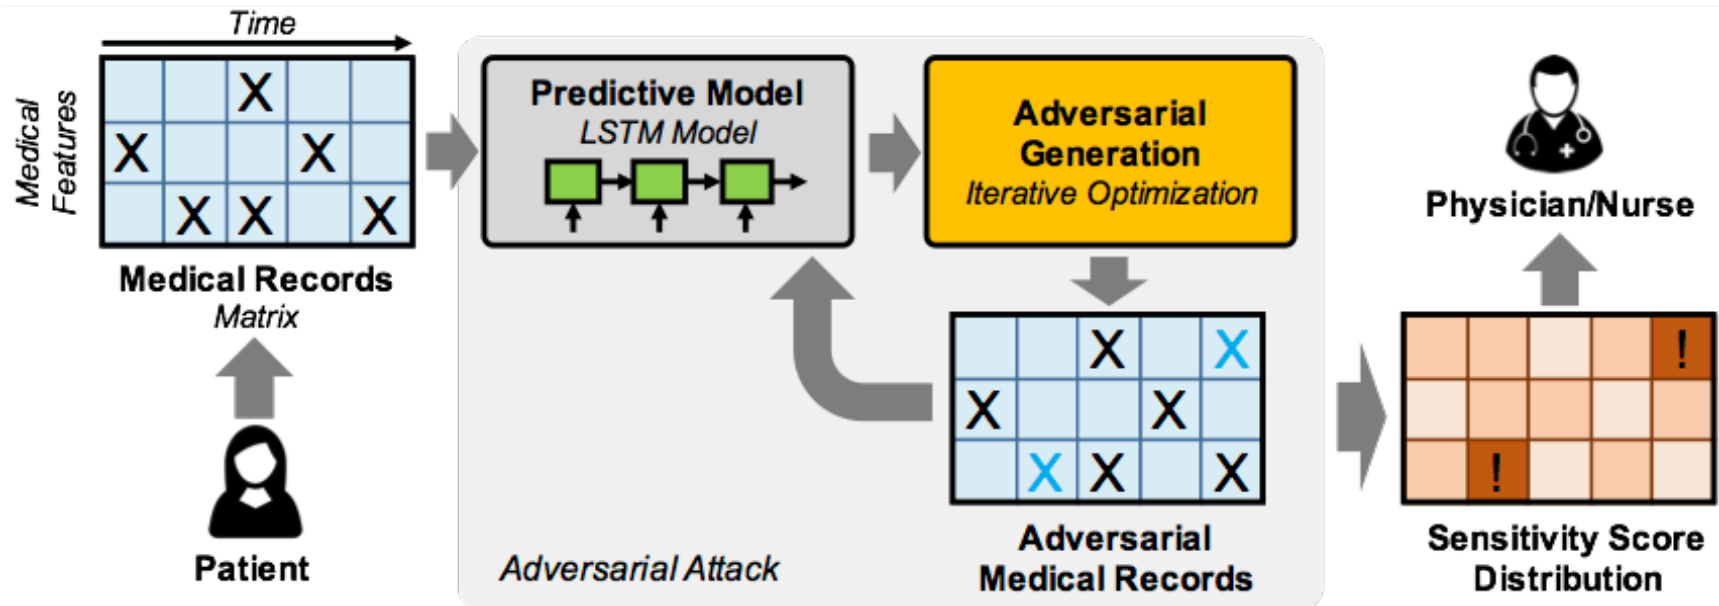 Time
Medical
Features
X
X X
X X X
Medical Records
Matrix
Patient
Predictive Model
LSTM Model
Adversarial
Generation
Iterative Optimization
X X
X X
X X X
Adversarial
Medical Records
Adversarial Attack
Physician/Nurse
!
!
Sensitivity Score
Distribution